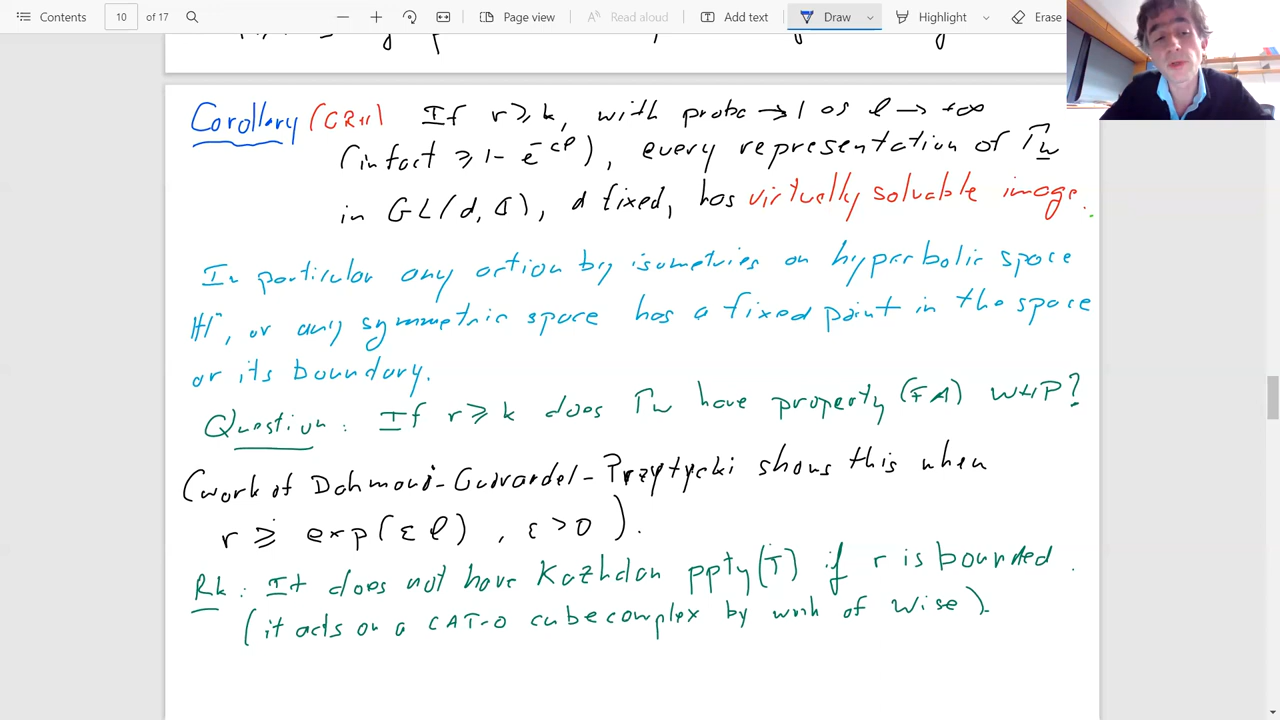 Contents
10 of 17
Page view
Read aloud
Add text
Draw
Highlight
Erase
Corollary (CR11) If r ≥ k, with proba → 1 as ℓ → +∞
(in fact ≥ 1 - e^{-cℓ}), every representation of Γ_w
in GL(d, C), d fixed, has virtually solvable image.
In particular any action by isometries on hyperbolic space
ℍⁿ, or any symmetric space has a fixed point in the space
or its boundary.
Question: If r ≥ k does Γ_w have property (FA) WHP?
(work of Dahmani-Guirardel-Przytycki shows this when
r ≥ exp(εℓ), ε > 0).
Rk: It does not have Kazhdan ppty (T) if r is bounded.
(it acts on a CAT-0 cube complex by work of Wise).